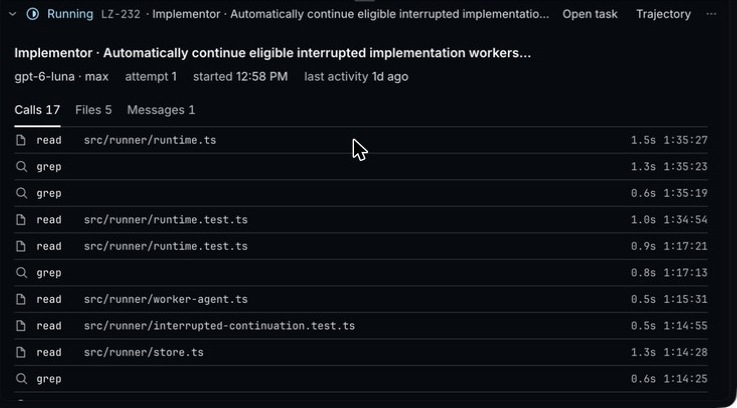 Running LZ-232 · Implementor · Automatically continue eligible interrupted implementatio... Open task Trajectory ...
Implementor · Automatically continue eligible interrupted implementation workers...
gpt-6-luna · max attempt 1 started 12:58 PM last activity 1d ago
Calls 17 Files 5 Messages 1
read src/runner/runtime.ts 1.5s 1:35:27
grep 1.3s 1:35:23
grep 0.6s 1:35:19
read src/runner/runtime.test.ts 1.0s 1:34:54
read src/runner/runtime.test.ts 0.9s 1:17:21
grep 0.8s 1:17:13
read src/runner/worker-agent.ts 0.5s 1:15:31
read src/runner/interrupted-continuation.test.ts 0.5s 1:14:55
read src/runner/store.ts 1.3s 1:14:28
grep 0.6s 1:14:25